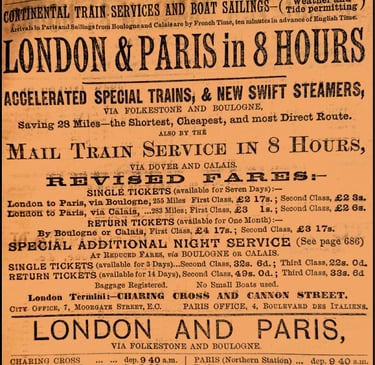 CONTINENTAL TRAIN SERVICES AND BOAT SAILINGS—( Weather and
Tide permitting )
Arrivals in Paris and Sailings from Boulogne and Calais are by French Time, ten minutes in advance of English Time.
LONDON & PARIS in 8 HOURS
ACCELERATED SPECIAL TRAINS, & NEW SWIFT STEAMERS,
VIA FOLKESTONE AND BOULOGNE,
Saving 28 Miles—the Shortest, Cheapest, and most Direct Route.
ALSO BY THE
MAIL TRAIN SERVICE IN 8 HOURS,
VIA DOVER AND CALAIS.
REVISED FARES:—
SINGLE TICKETS (available for Seven Days):—
London to Paris, via Boulogne, 255 Miles First Class, £2 17s.; Second Class, £2 3s.
London to Paris, via Calais, ...283 Miles; First Class, £3 1s.; Second Class, £2 6s.
RETURN TICKETS (available for One Month):—
By Boulogne or Calais, First Class, £4 17s.; Second Class, £3 17s.
SPECIAL ADDITIONAL NIGHT SERVICE (See page 686)
AT REDUCED FARES, via BOULOGNE OR CALAIS.
SINGLE TICKETS (available for 3 Days)...Second Class, 32s. 6d.; Third Class, 22s. 0d.
RETURN TICKETS (available for 14 Days), Second Class, 49s. 0d.; Third Class, 33s. 6d
Baggage Registered. No Small Boats used.
London Termini:—CHARING CROSS AND CANNON STREET.
CITY OFFICE, 7, MOORGATE STREET, E.C. PARIS OFFICE, 4, BOULEVARD DES ITALIENS.
LONDON AND PARIS,
VIA FOLKESTONE AND BOULOGNE.
CHARING CROSS ... dep. 9 40 a.m. PARIS (Northern Station) ... dep. 9 40 a.m.